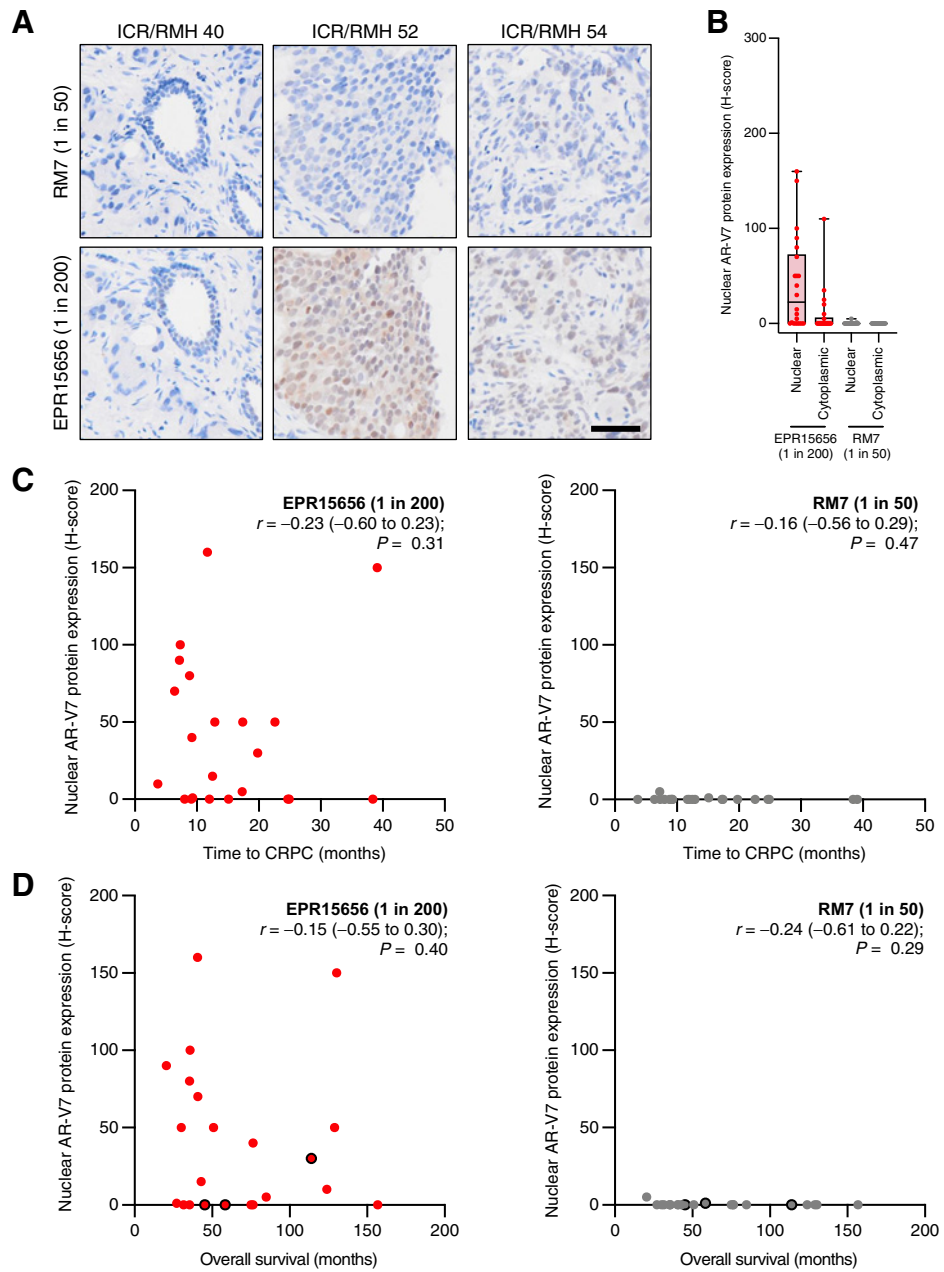 A
ICR/RMH 40
ICR/RMH 52
ICR/RMH 54
RM7 (1 in 50)
EPR15656 (1 in 200)
B
Nuclear AR-V7 protein expression (H-score)
300
200
100
0
Nuclear
Cytoplasmic
Nuclear
Cytoplasmic
EPR15656
(1 in 200)
RM7
(1 in 50)
C
Nuclear AR-V7 protein expression (H-score)
200
150
100
50
0
0 10 20 30 40 50
Time to CRPC (months)
EPR15656 (1 in 200)
r = −0.23 (−0.60 to 0.23);
P = 0.31
Nuclear AR-V7 protein expression (H-score)
200
150
100
50
0
0 10 20 30 40 50
Time to CRPC (months)
RM7 (1 in 50)
r = −0.16 (−0.56 to 0.29);
P = 0.47
D
Nuclear AR-V7 protein expression (H-score)
200
150
100
50
0
0 50 100 150 200
Overall survival (months)
EPR15656 (1 in 200)
r = −0.15 (−0.55 to 0.30);
P = 0.40
Nuclear AR-V7 protein expression (H-score)
200
150
100
50
0
0 50 100 150 200
Overall survival (months)
RM7 (1 in 50)
r = −0.24 (−0.61 to 0.22);
P = 0.29